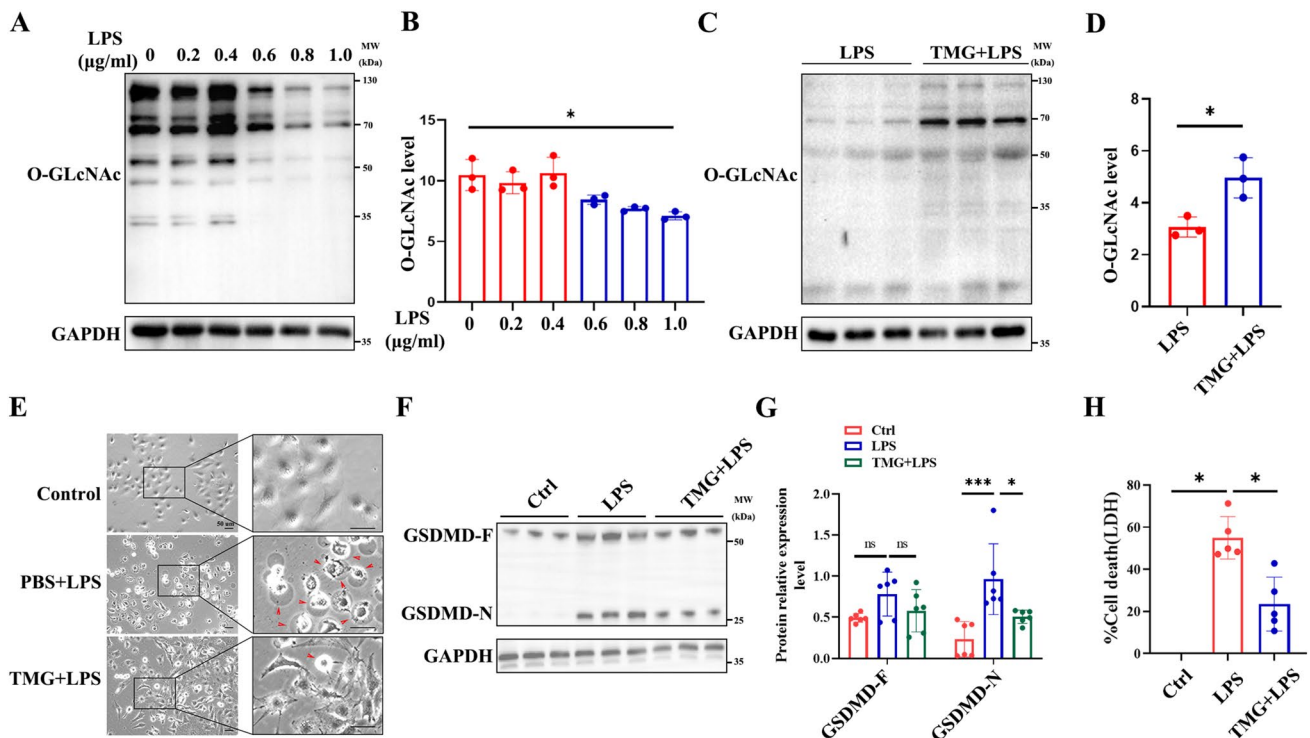 A
LPS
(μg/ml)
0 0.2 0.4 0.6 0.8 1.0
MW
(kDa)
O-GLcNAc
130
70
50
35
GAPDH
35
B
*
O-GLcNAc level
15
10
5
0
LPS
(μg/ml)
0 0.2 0.4 0.6 0.8 1.0
C
LPS TMG+LPS
MW
(kDa)
O-GLcNAc
130
70
50
35
GAPDH
35
D
*
O-GLcNAc level
8
6
4
2
0
LPS
TMG+LPS
E
Control
50 um
PBS+LPS
TMG+LPS
F
Ctrl LPS TMG+LPS
MW
(kDa)
GSDMD-F
50
GSDMD-N
25
GAPDH
35
G
Ctrl
LPS
TMG+LPS
Protein relative expression
level
2.0
1.5
1.0
0.5
0.0
ns ns
*** *
GSDMD-F
GSDMD-N
H
%Cell death(LDH)
80
60
40
20
0
* *
Ctrl
LPS
TMG+LPS